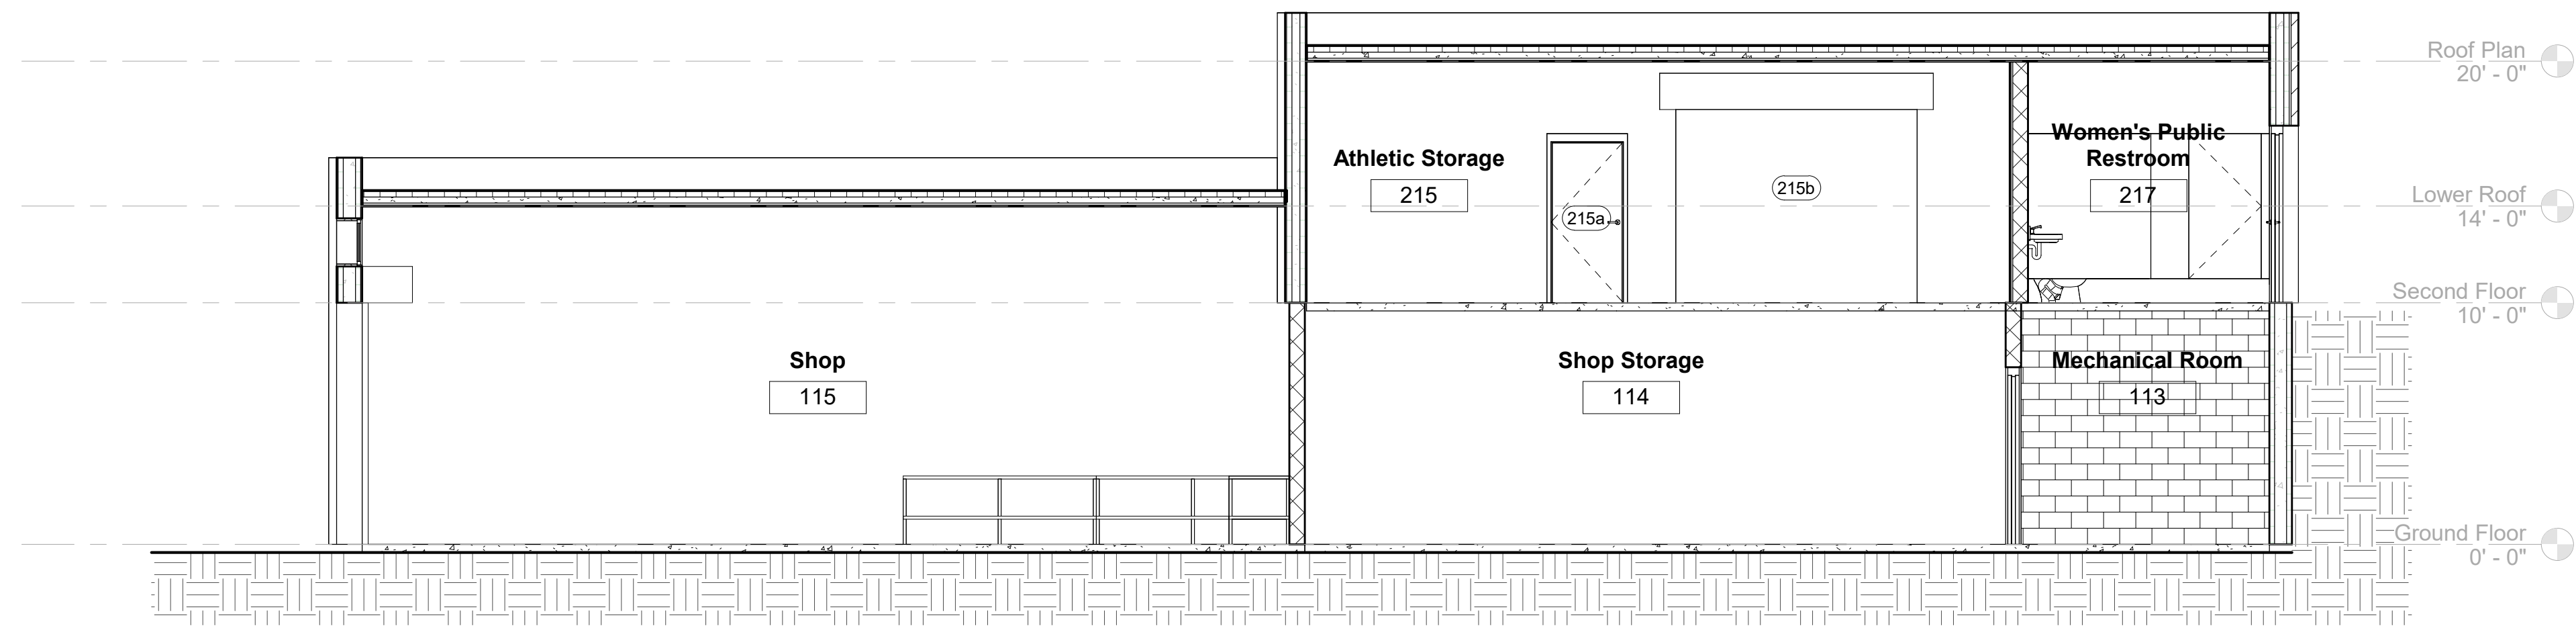 Roof Plan
20' - 0"
Women's Public
Restroom
217
Athletic Storage
215
215a
215b
Lower Roof
14' - 0"
Second Floor
10' - 0"
Shop
115
Shop Storage
114
Mechanical Room
113
Ground Floor
0' - 0"